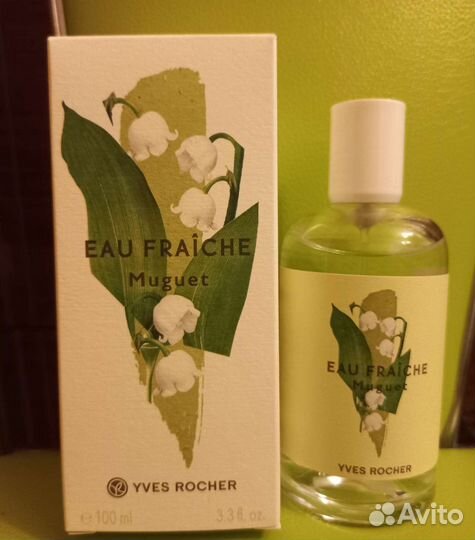 EAU FRAÎCHE
Muguet
YVES ROCHER
℮ 100 ml 3.3 fl. oz.
EAU FRAÎCHE
Muguet
YVES ROCHER
Avito